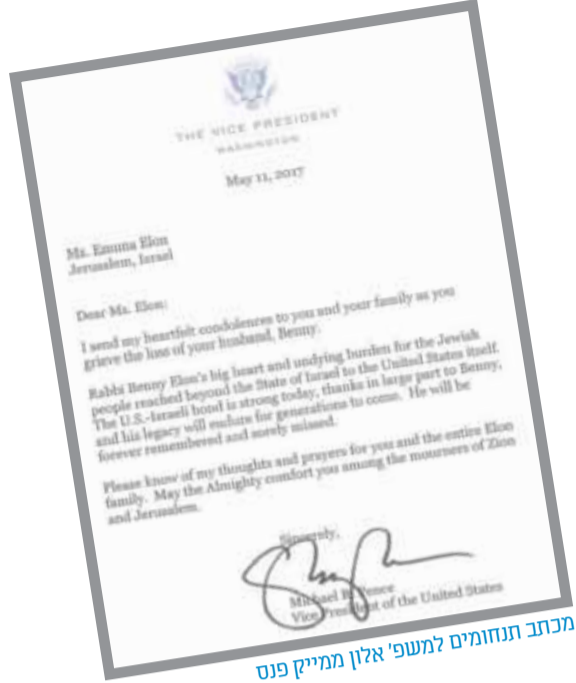 THE VICE PRESIDENT
WASHINGTON
May 11, 2017
Ms. Emuna Elon
Jerusalem, Israel
Dear Ms. Elon:
I send my heartfelt condolences to you and your family as you
grieve the loss of your husband, Benny.
Rabbi Benny Elon's big heart and undying burden for the Jewish
people reached beyond the State of Israel to the United States itself.
The U.S.-Israeli bond is strong today, thanks in large part to Benny,
and his legacy will endure for generations to come. He will be
forever remembered and sorely missed.
Please know of my thoughts and prayers for you and the entire Elon
family. May the Almighty comfort you among the mourners of Zion
and Jerusalem.
Sincerely,
Michael R. Pence
Vice President of the United States
מכתב תנחומים למשפ' אלון ממייק פנס